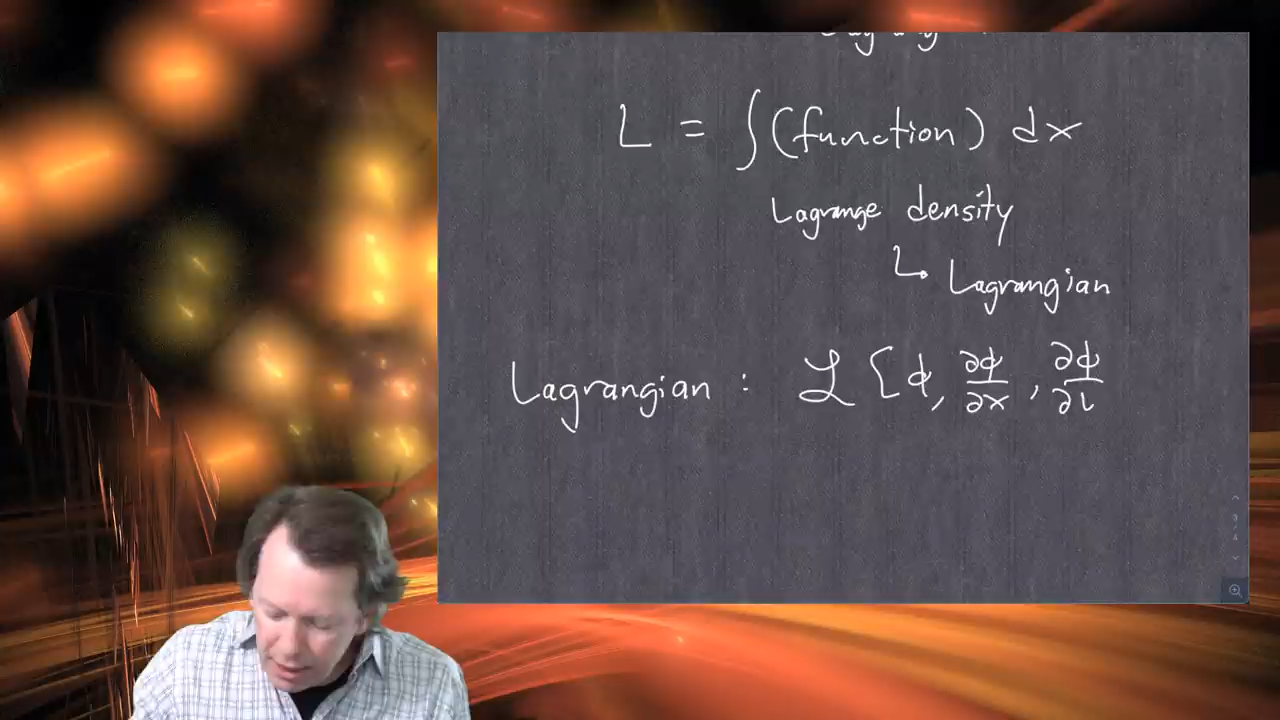 L = ∫ (function) dx
Lagrange density
↳ Lagrangian
Lagrangian : ℒ [ ϕ, ∂ϕ/∂x , ∂ϕ/∂